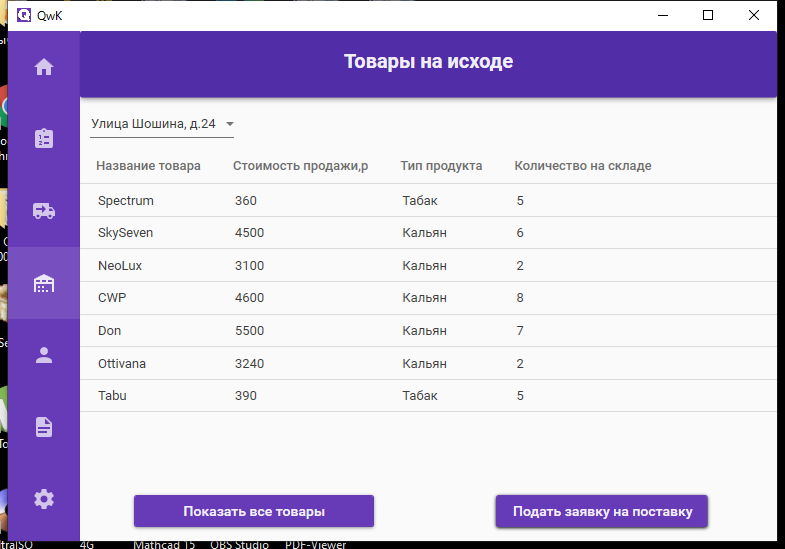 QwK
Товары на исходе
Улица Шошина, д.24
Название товара Стоимость продажи,р Тип продукта Количество на складе
Spectrum 360 Табак 5
SkySeven 4500 Кальян 6
NeoLux 3100 Кальян 2
CWP 4600 Кальян 8
Don 5500 Кальян 7
Ottivana 3240 Кальян 2
Tabu 390 Табак 5
Показать все товары Подать заявку на поставку
4G Mathcad 15 OBS Studio PDF-Viewer